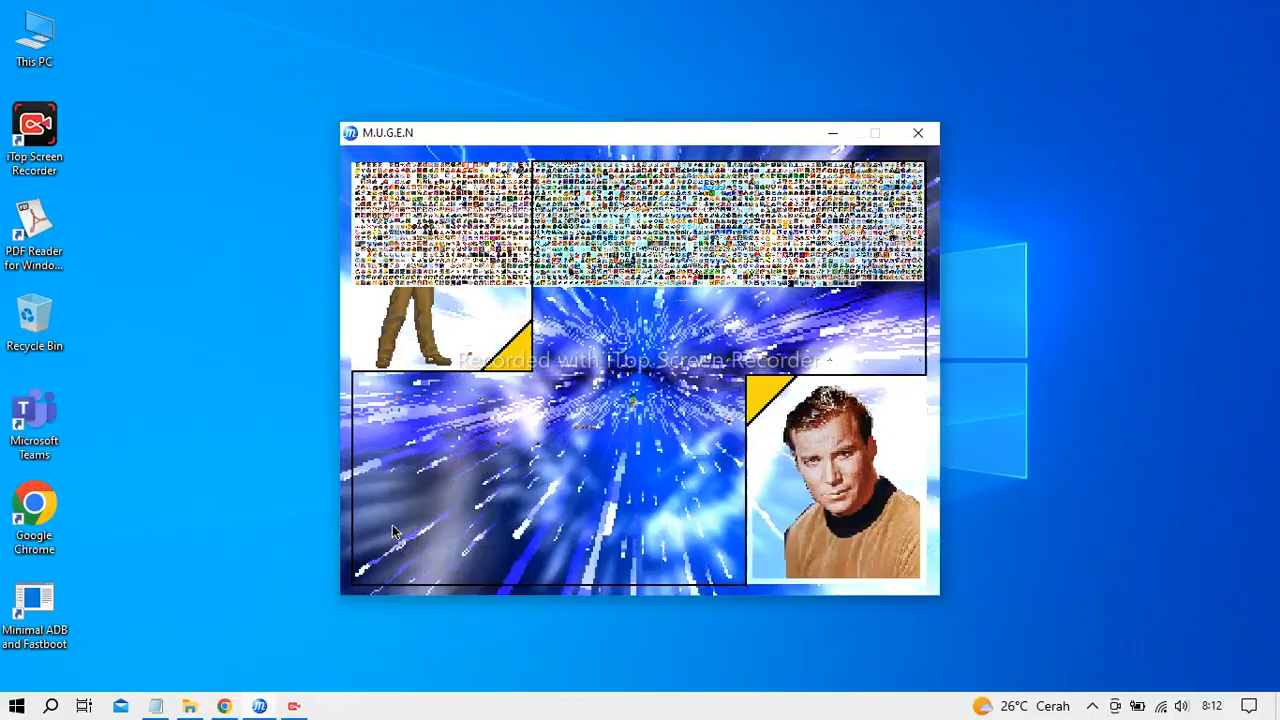 This PC
iTop Screen
Recorder
PDF Reader
for Windo...
Recycle Bin
Microsoft
Teams
Google
Chrome
Minimal ADB
and Fastboot
M.U.G.E.N
Recorded with iTop Screen Recorder
26°C Cerah
8:12